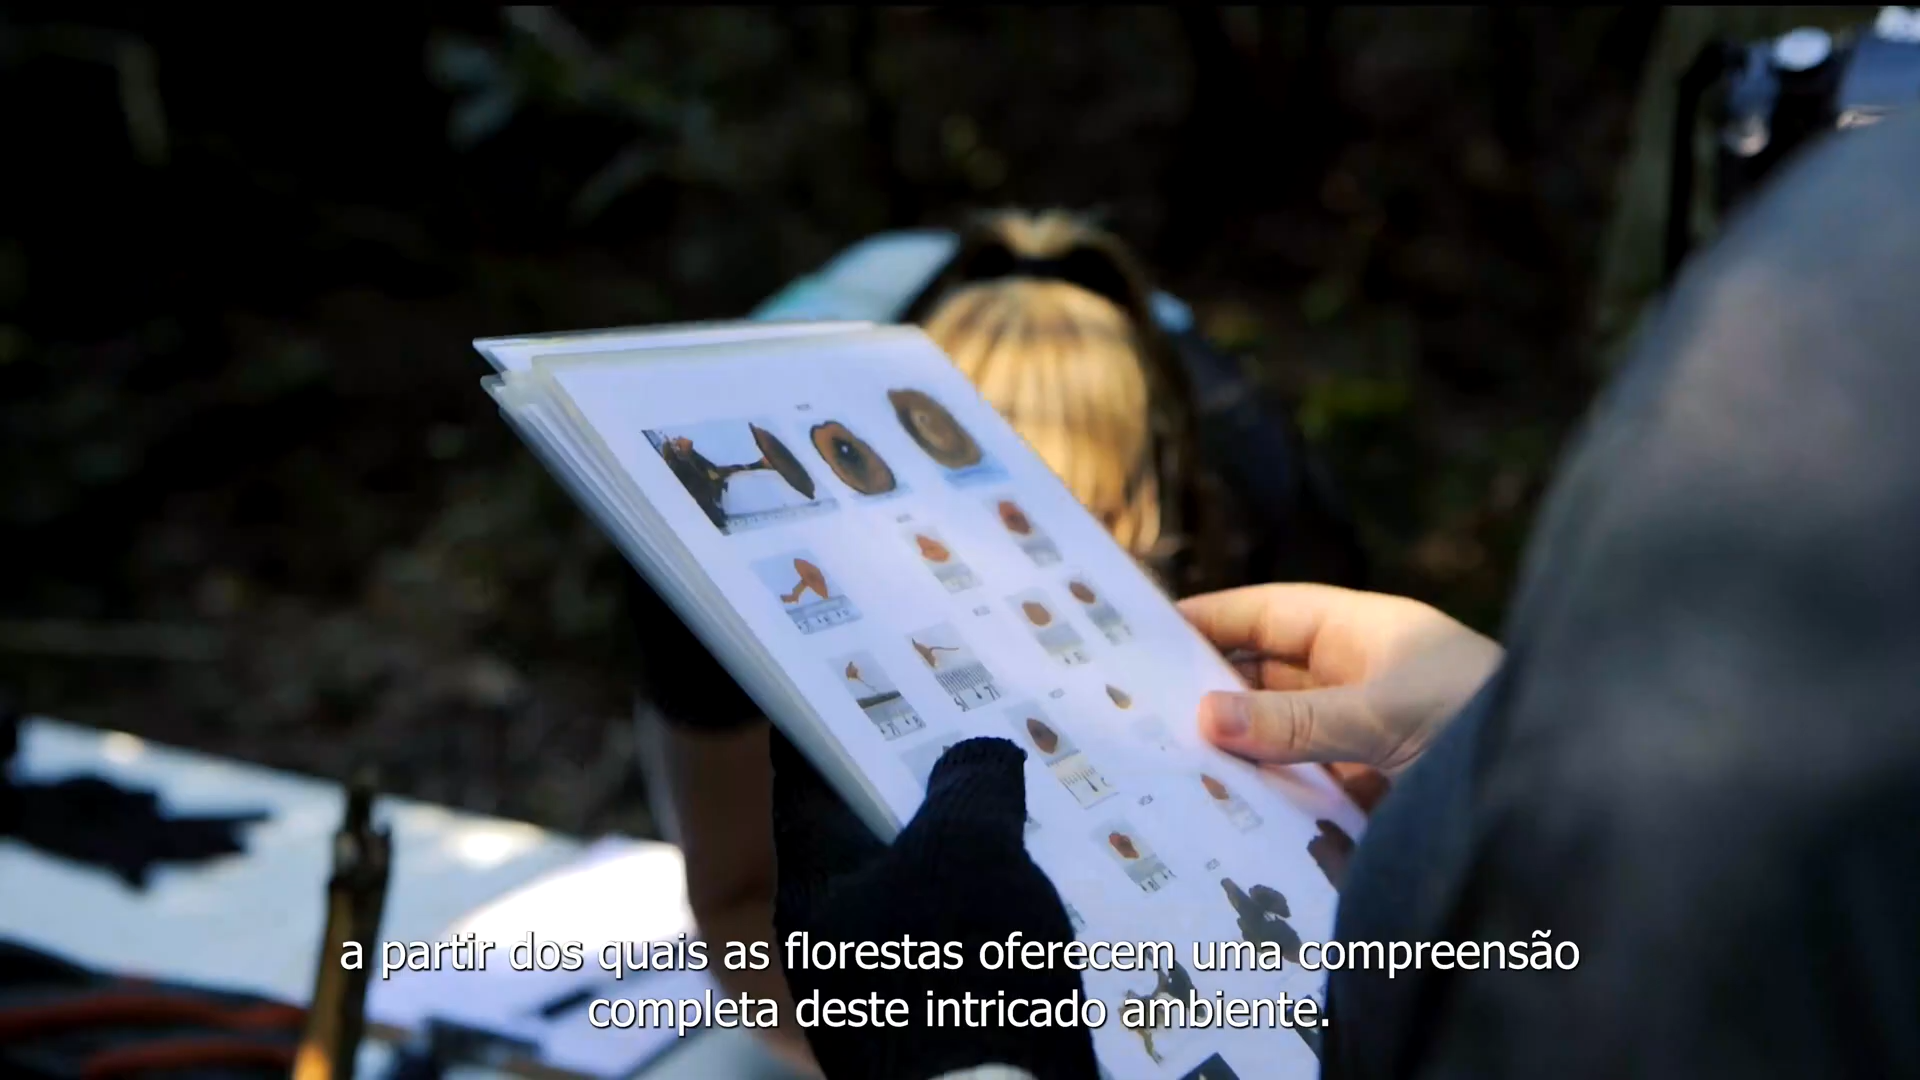 a partir dos quais as florestas oferecem uma compreensão
completa deste intricado ambiente.